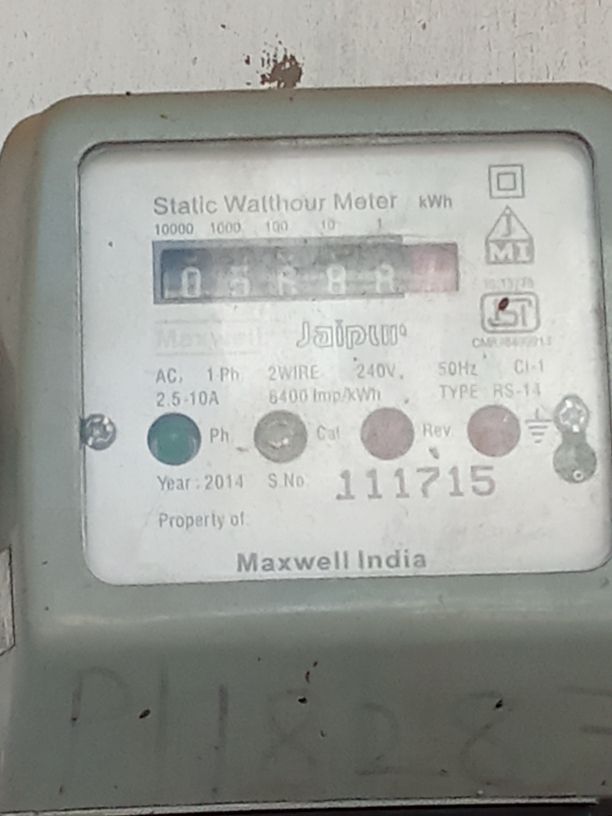 Static Watthour Meter kWh
10000 1000 100 10 1
MI
Maxwell Jaipur
AC, 1-Ph 2WIRE 240V, 50Hz Cl-1
2.5-10A 6400 Imp/kWh TYPE RS-14
Ph Cal Rev
Year : 2014 S.No. 111715
Property of
Maxwell India